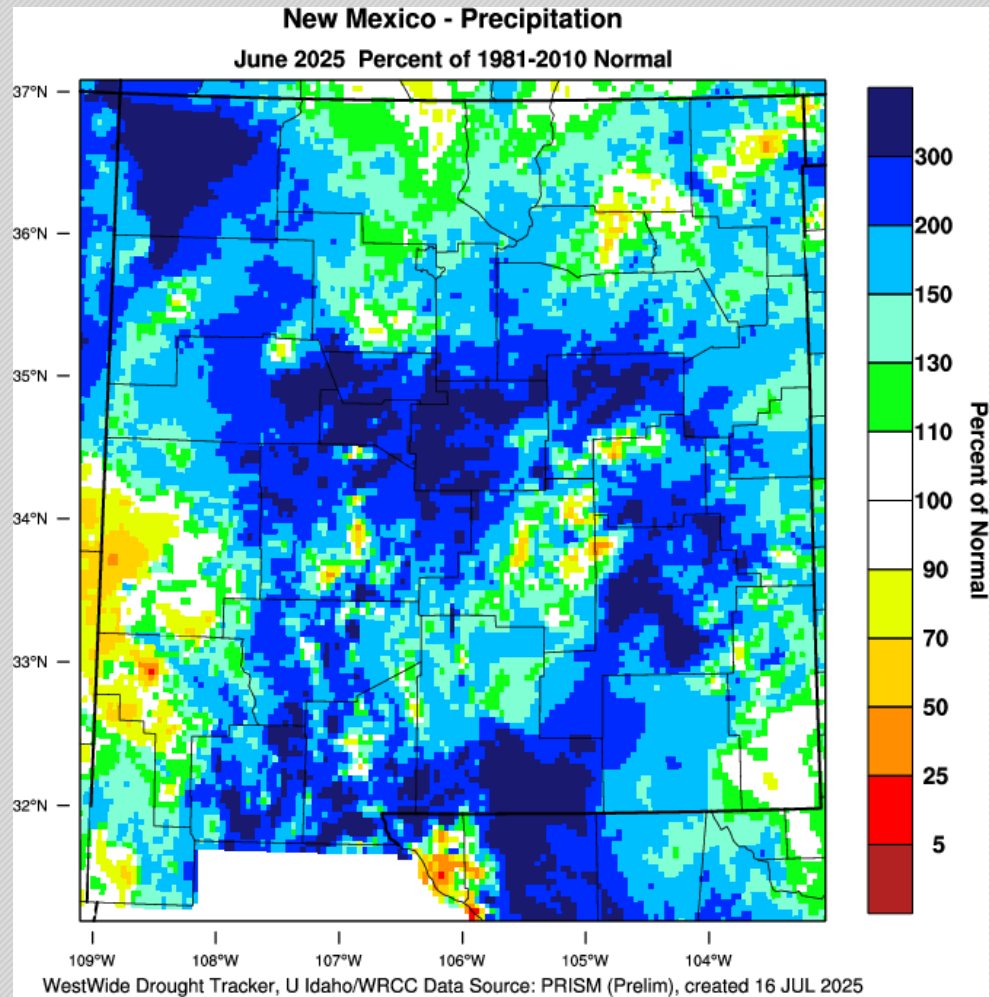 New Mexico - Precipitation
June 2025  Percent of 1981-2010 Normal
37°N
36°N
35°N
34°N
33°N
32°N
109°W
108°W
107°W
106°W
105°W
104°W
300
200
150
130
110
100
90
70
50
25
5
Percent of Normal
WestWide Drought Tracker, U Idaho/WRCC Data Source: PRISM (Prelim), created 16 JUL 2025